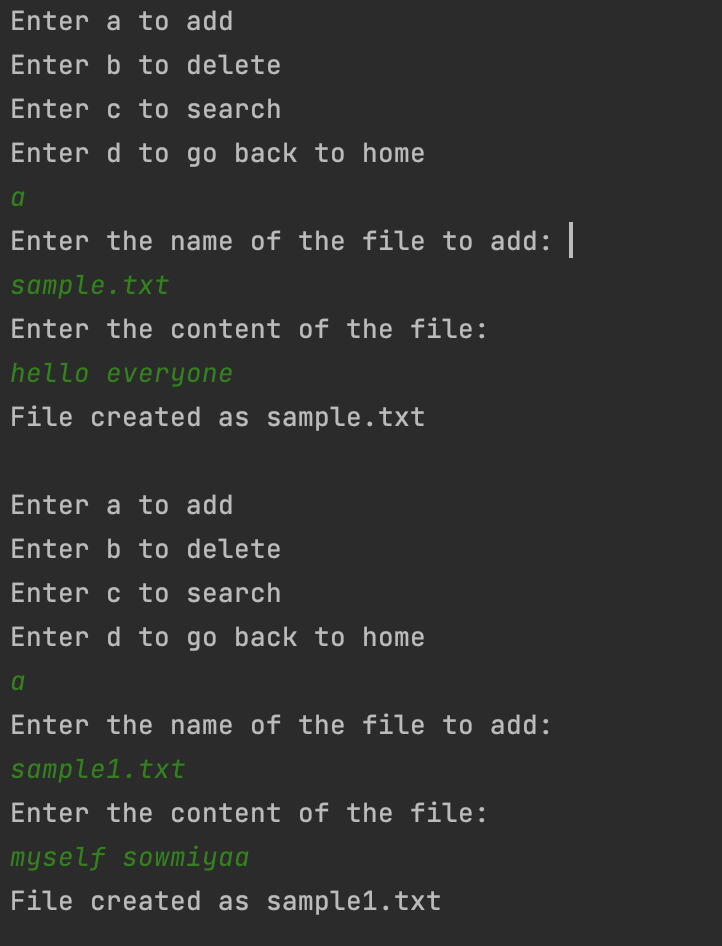 Enter a to add
Enter b to delete
Enter c to search
Enter d to go back to home
a
Enter the name of the file to add:
sample.txt
Enter the content of the file:
hello everyone
File created as sample.txt

Enter a to add
Enter b to delete
Enter c to search
Enter d to go back to home
a
Enter the name of the file to add:
sample1.txt
Enter the content of the file:
myself sowmiyaa
File created as sample1.txt